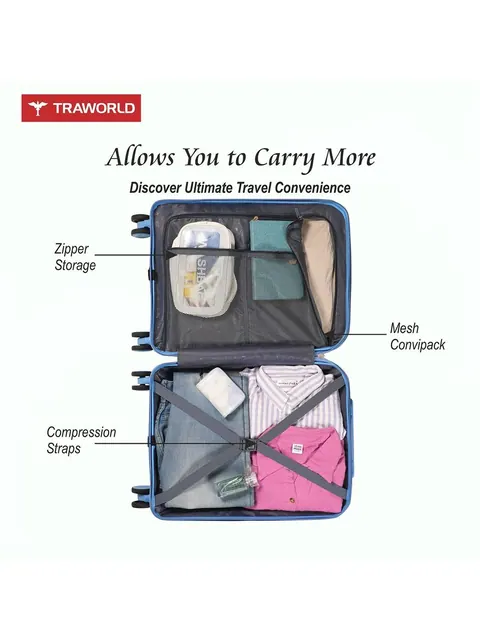 TRAWORLD
Allows You to Carry More
Discover Ultimate Travel Convenience
Zipper
Storage
Mesh
Convipack
Compression
Straps